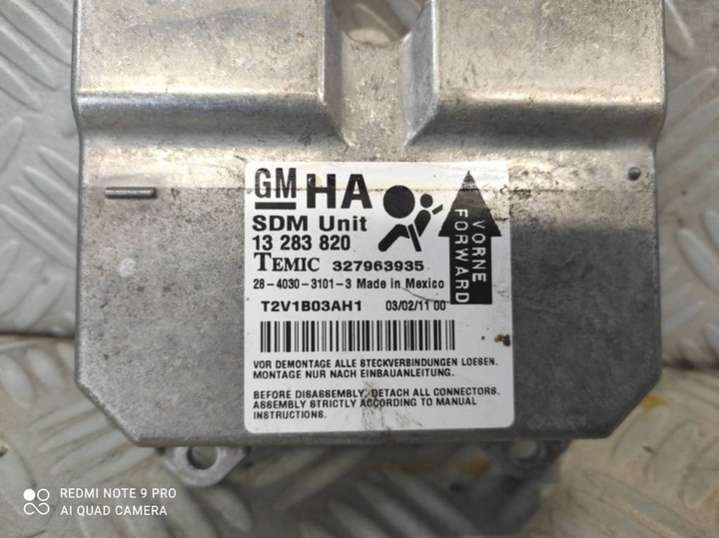 GM HA
SDM Unit
13 283 820
TEMIC 327963935
28-4030-3101-3 Made in Mexico
T2V1B03AH1 03/02/11 00
VORNE
FORWARD
VOR DEMONTAGE ALLE STECKVERBINDUNGEN LOESEN.
MONTAGE NUR NACH EINBAUANLEITUNG.
BEFORE DISASSEMBLY, DETACH ALL CONNECTORS.
ASSEMBLY STRICTLY ACCORDING TO MANUAL
INSTRUCTIONS.
REDMI NOTE 9 PRO
AI QUAD CAMERA